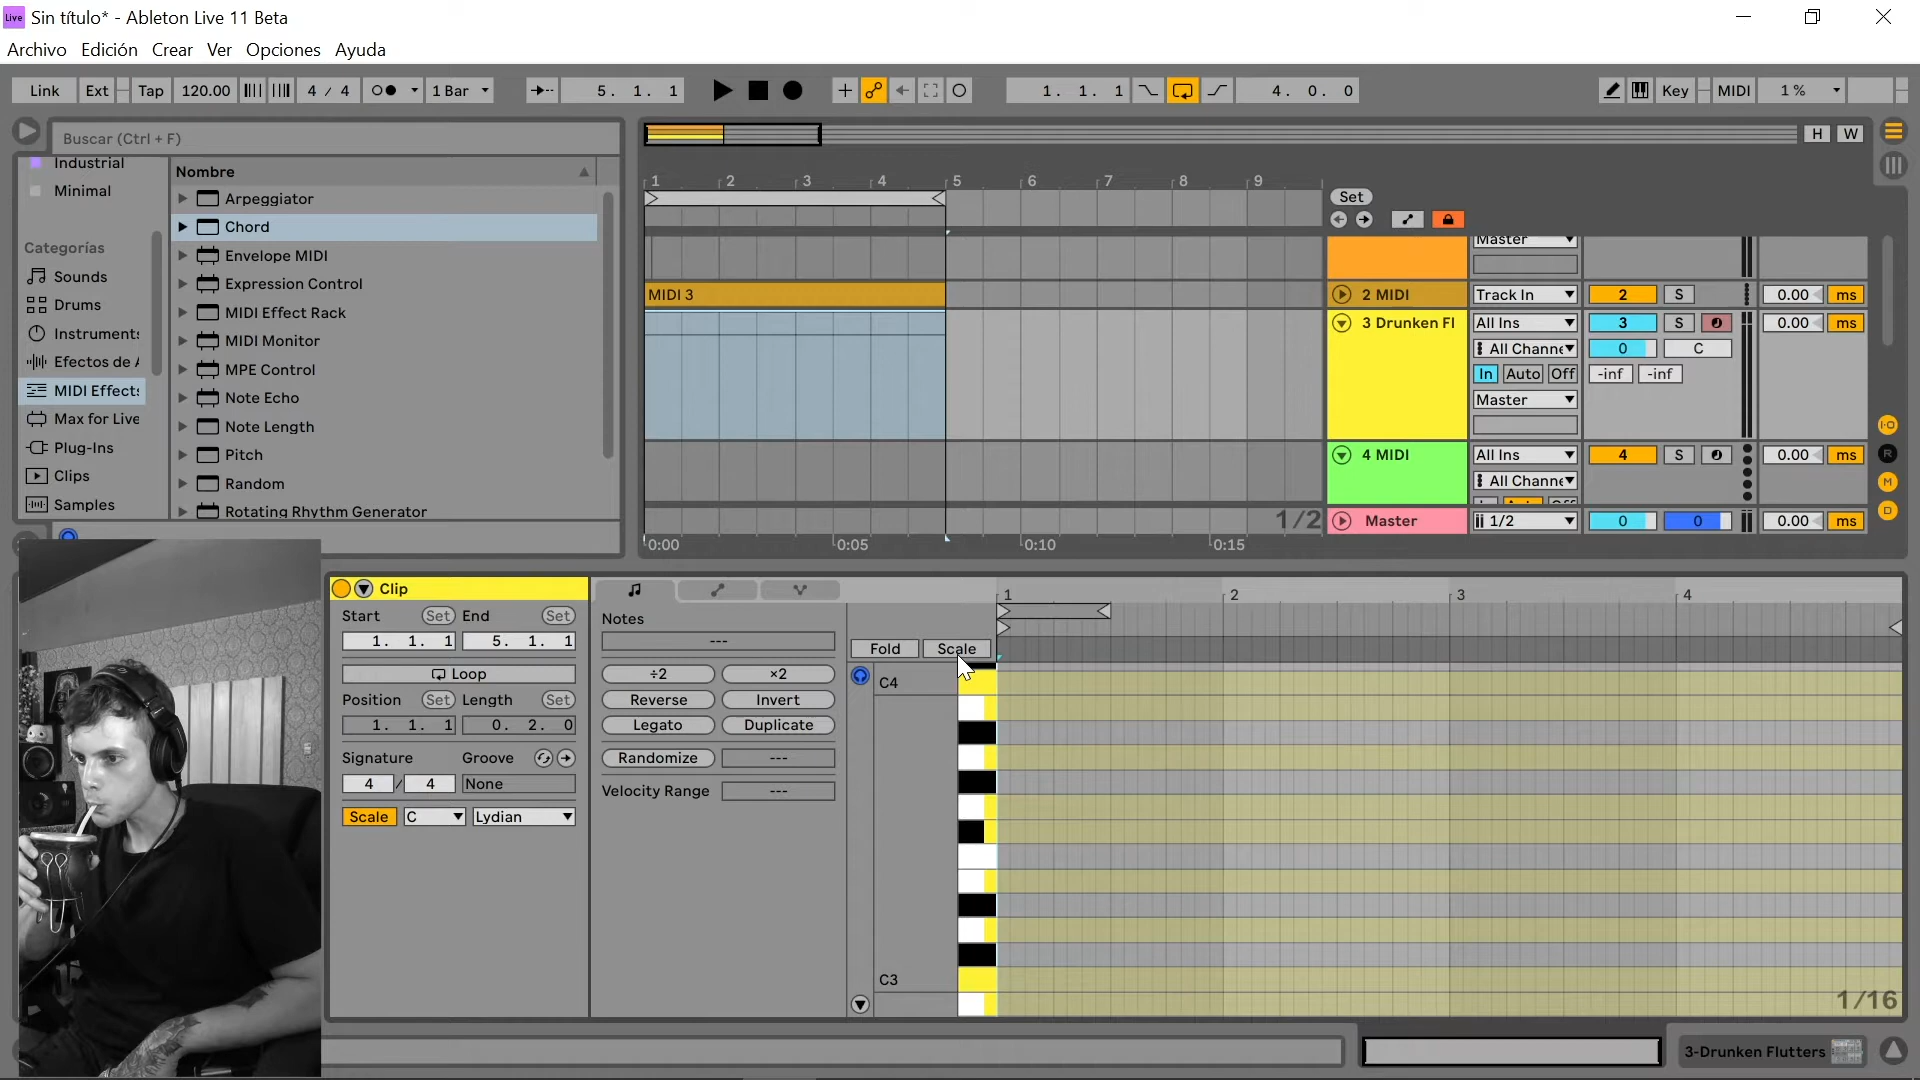 Live Sin título* - Ableton Live 11 Beta
Archivo Edición Crear Ver Opciones Ayuda
Link Ext Tap 120.00 4 / 4 1 Bar 5. 1. 1 1. 1. 1 4. 0. 0 Key MIDI 1 %
Buscar (Ctrl + F)
H W
Industrial
Minimal
Categorías
Sounds
Drums
Instruments
Efectos de A
MIDI Effects
Max for Live
Plug-Ins
Clips
Samples
Nombre
Arpeggiator
Chord
Envelope MIDI
Expression Control
MIDI Effect Rack
MIDI Monitor
MPE Control
Note Echo
Note Length
Pitch
Random
Rotating Rhythm Generator
1 2 3 4 5 6 7 8 9
Set
MIDI 3
1/2
0:00 0:05 0:10 0:15
Master
2 MIDI Track In 2 S 0.00 ms
3 Drunken Fl All Ins 3 S 0.00 ms
All Channe 0 C
In Auto Off -inf -inf
Master
4 MIDI All Ins 4 S 0.00 ms
All Channe
Master 1/2 0 0 0.00 ms
I·O
R
M
D
Clip
Start Set End Set
1. 1. 1 5. 1. 1
Loop
Position Set Length Set
1. 1. 1 0. 2. 0
Signature Groove
4 / 4 None
Scale C Lydian
Notes
---
÷2 ×2
Reverse Invert
Legato Duplicate
Randomize ---
Velocity Range ---
1 2 3 4
Fold Scale
C4
C3
1/16
3-Drunken Flutters